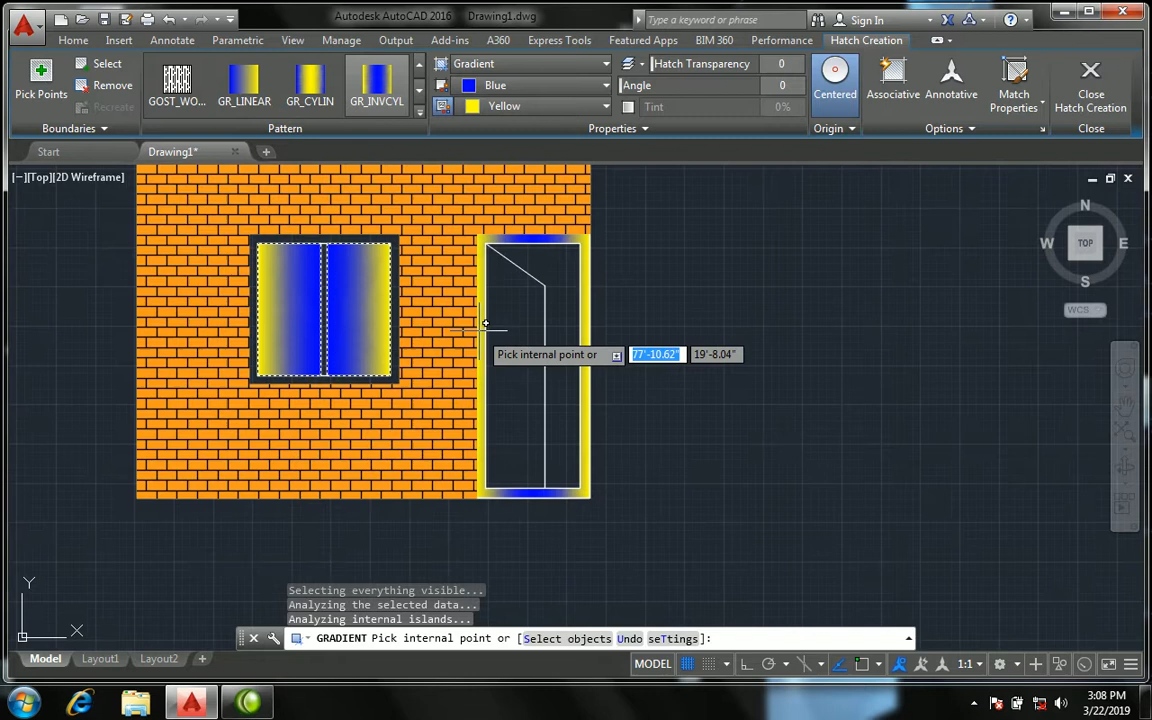 Autodesk AutoCAD 2016 Drawing1.dwg
Type a keyword or phrase
Sign In
Home Insert Annotate Parametric View Manage Output Add-ins A360 Express Tools Featured Apps BIM 360 Performance Hatch Creation
Pick Points
Select
Remove
Recreate
Boundaries
GOST_WO... GR_LINEAR GR_CYLIN GR_INVCYL
Pattern
Gradient
Blue
Yellow
Hatch Transparency 0
Angle 0
Tint 0%
Properties
Centered
Origin
Associative
Annotative
Match
Properties
Options
Close
Hatch Creation
Close
Start Drawing1*
[−][Top][2D Wireframe]
N
W TOP E
S
WCS
Pick internal point or 77'-10.62" 19'-8.04"
Y
X
Selecting everything visible...
Analyzing the selected data...
Analyzing internal islands...
GRADIENT Pick internal point or [Select objects Undo seTtings]:
Model Layout1 Layout2
MODEL 1:1
3:08 PM
3/22/2019